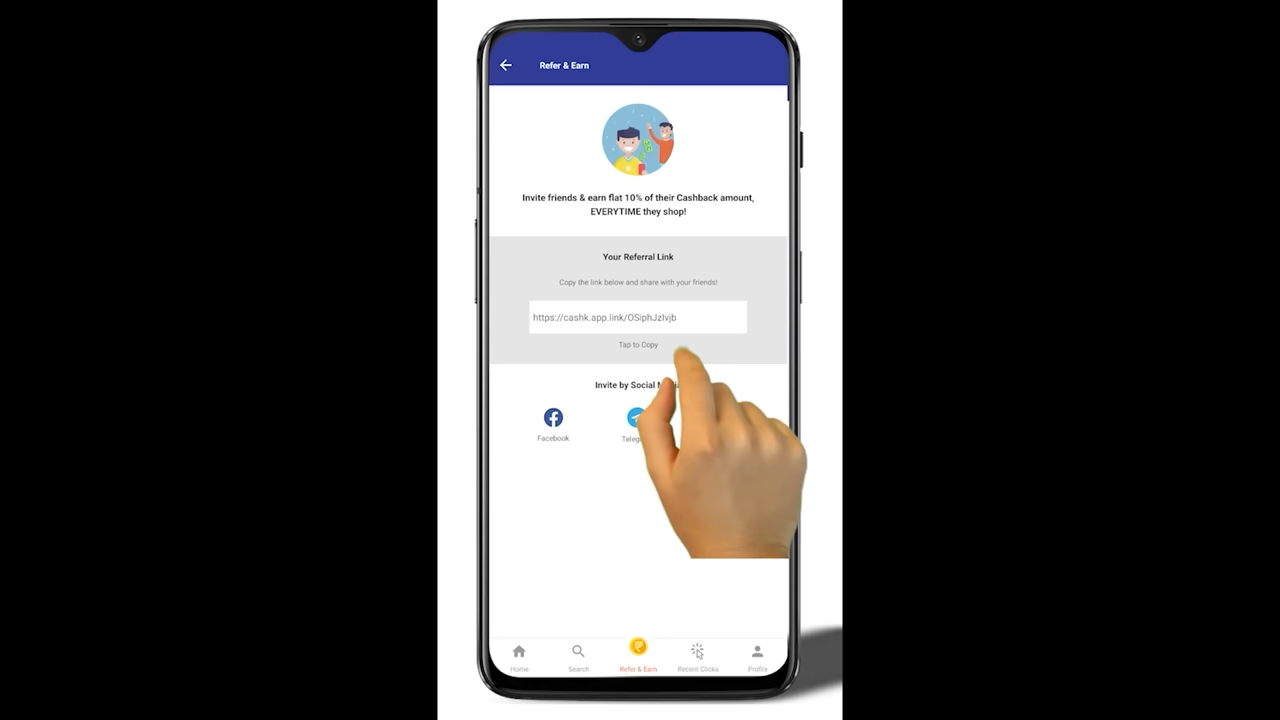 Refer & Earn
Invite friends & earn flat 10% of their Cashback amount,
EVERYTIME they shop!
Your Referral Link
Copy the link below and share with your friends!
https://cashk.app.link/OSiphJzIvjb
Tap to Copy
Invite by Social
Facebook
Home
Search
Refer & Earn
Recent Clicks
Profile